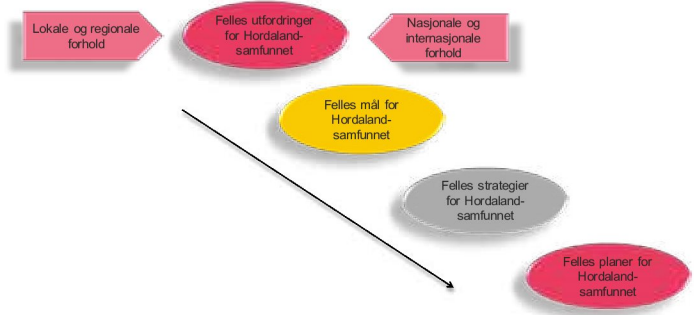 Lokale og regionale
forhold
Felles utfordringer
for Hordaland-
samfunnet
Nasjonale og
internasjonale
forhold
Felles mål for
Hordaland-
samfunnet
Felles strategier
for Hordaland-
samfunnet
Felles planer for
Hordaland-
samfunnet